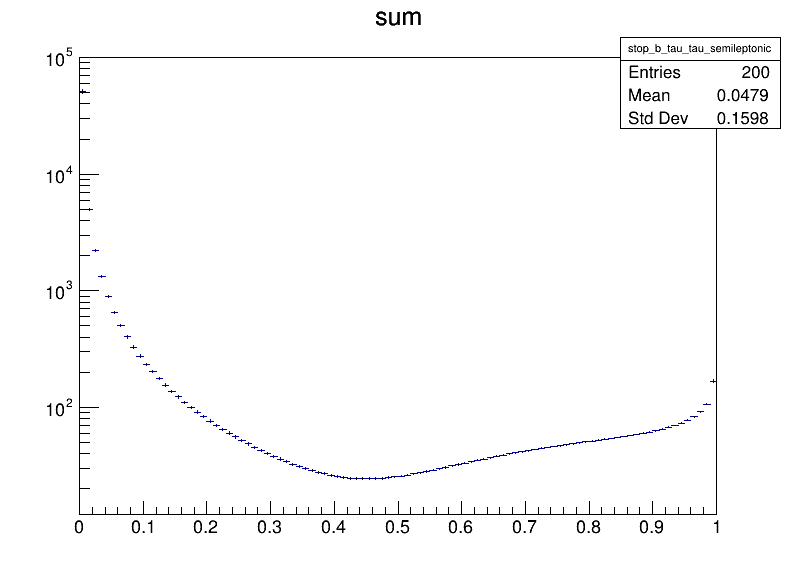 sum
stop_b_tau_tau_semileptonic
Entries 200
Mean 0.0479
Std Dev 0.1598
10^5
10^4
10^3
10^2
0 0.1 0.2 0.3 0.4 0.5 0.6 0.7 0.8 0.9 1